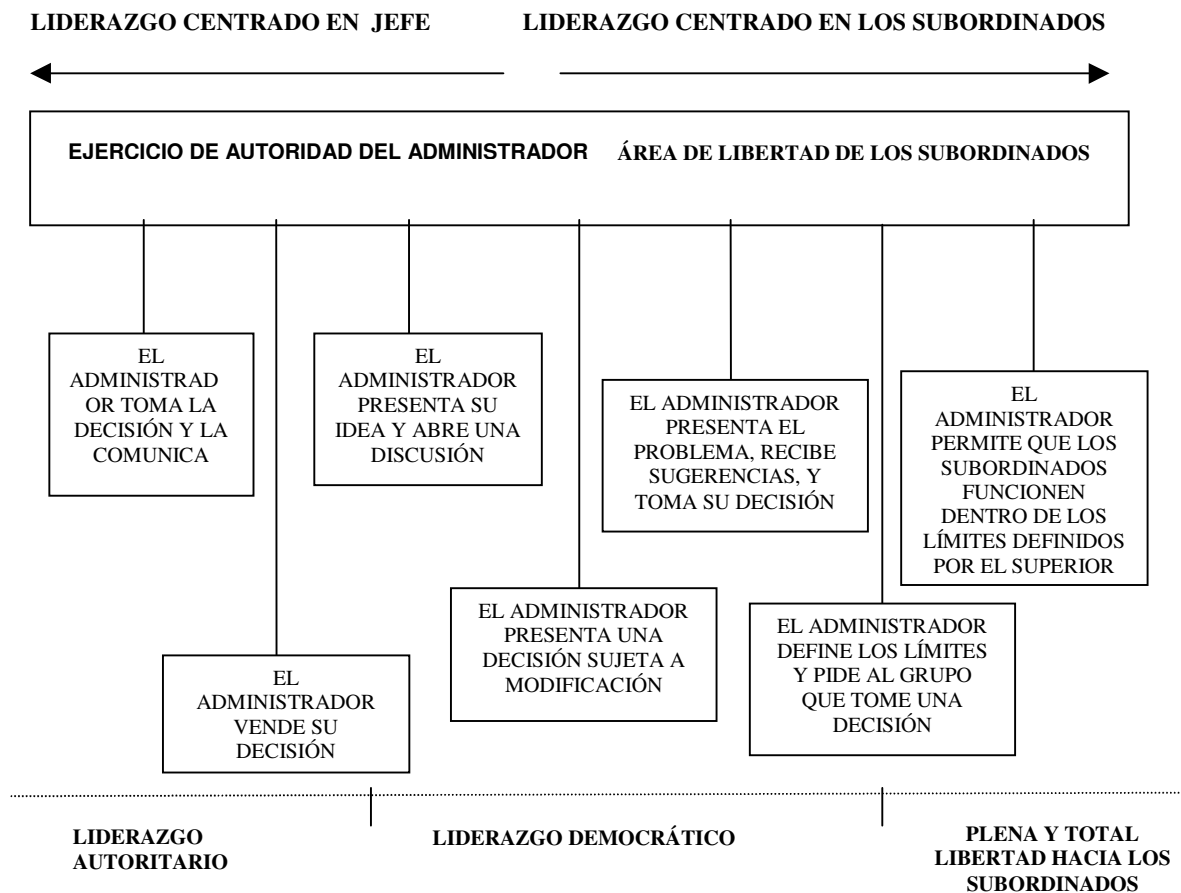 LIDERAZGO CENTRADO EN JEFE
LIDERAZGO CENTRADO EN LOS SUBORDINADOS
EJERCICIO DE AUTORIDAD DEL ADMINISTRADOR
ÁREA DE LIBERTAD DE LOS SUBORDINADOS
EL
ADMINISTRAD
OR TOMA LA
DECISIÓN Y LA
COMUNICA
EL
ADMINISTRADOR
VENDE SU
DECISIÓN
EL
ADMINISTRADOR
PRESENTA SU
IDEA Y ABRE UNA
DISCUSIÓN
EL ADMINISTRADOR
PRESENTA UNA
DECISIÓN SUJETA A
MODIFICACIÓN
EL ADMINISTRADOR
PRESENTA EL
PROBLEMA, RECIBE
SUGERENCIAS, Y
TOMA SU DECISIÓN
EL ADMINISTRADOR
DEFINE LOS LÍMITES
Y PIDE AL GRUPO
QUE TOME UNA
DECISIÓN
EL
ADMINISTRADOR
PERMITE QUE LOS
SUBORDINADOS
FUNCIONEN
DENTRO DE LOS
LÍMITES DEFINIDOS
POR EL SUPERIOR
LIDERAZGO
AUTORITARIO
LIDERAZGO DEMOCRÁTICO
PLENA Y TOTAL
LIBERTAD HACIA LOS
SUBORDINADOS